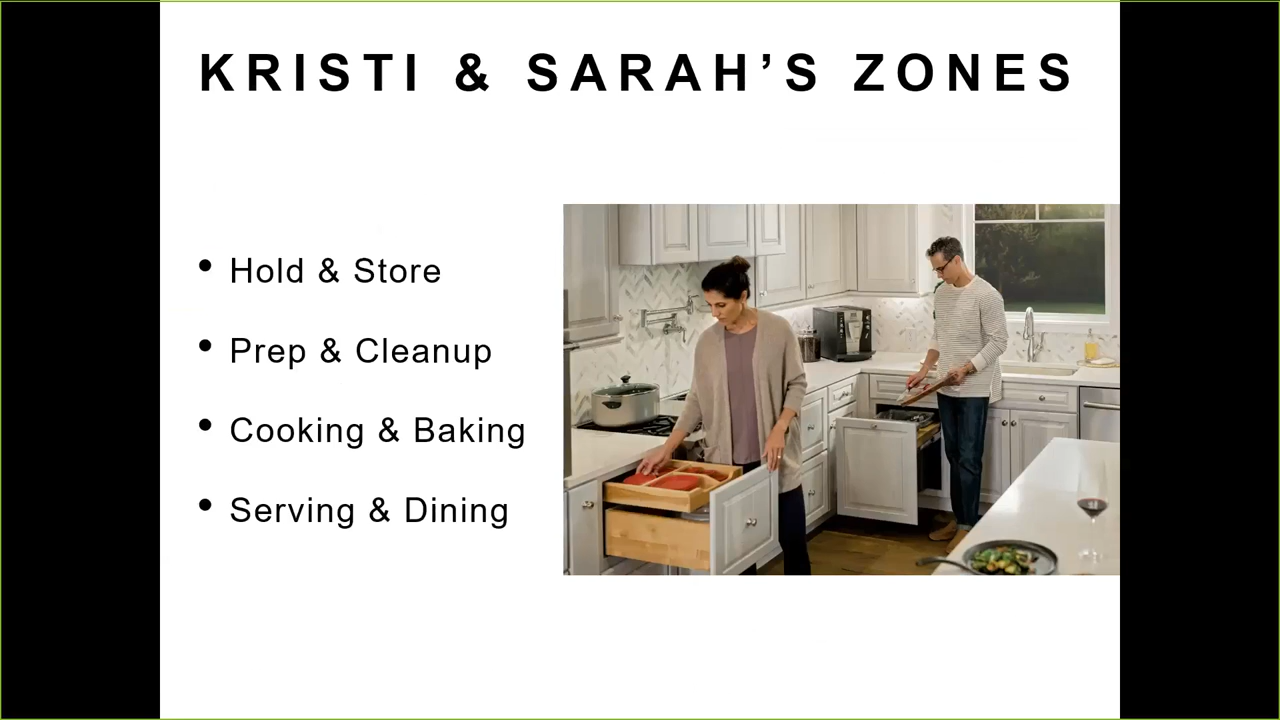 KRISTI & SARAH’S ZONES
• Hold & Store
• Prep & Cleanup
• Cooking & Baking
• Serving & Dining